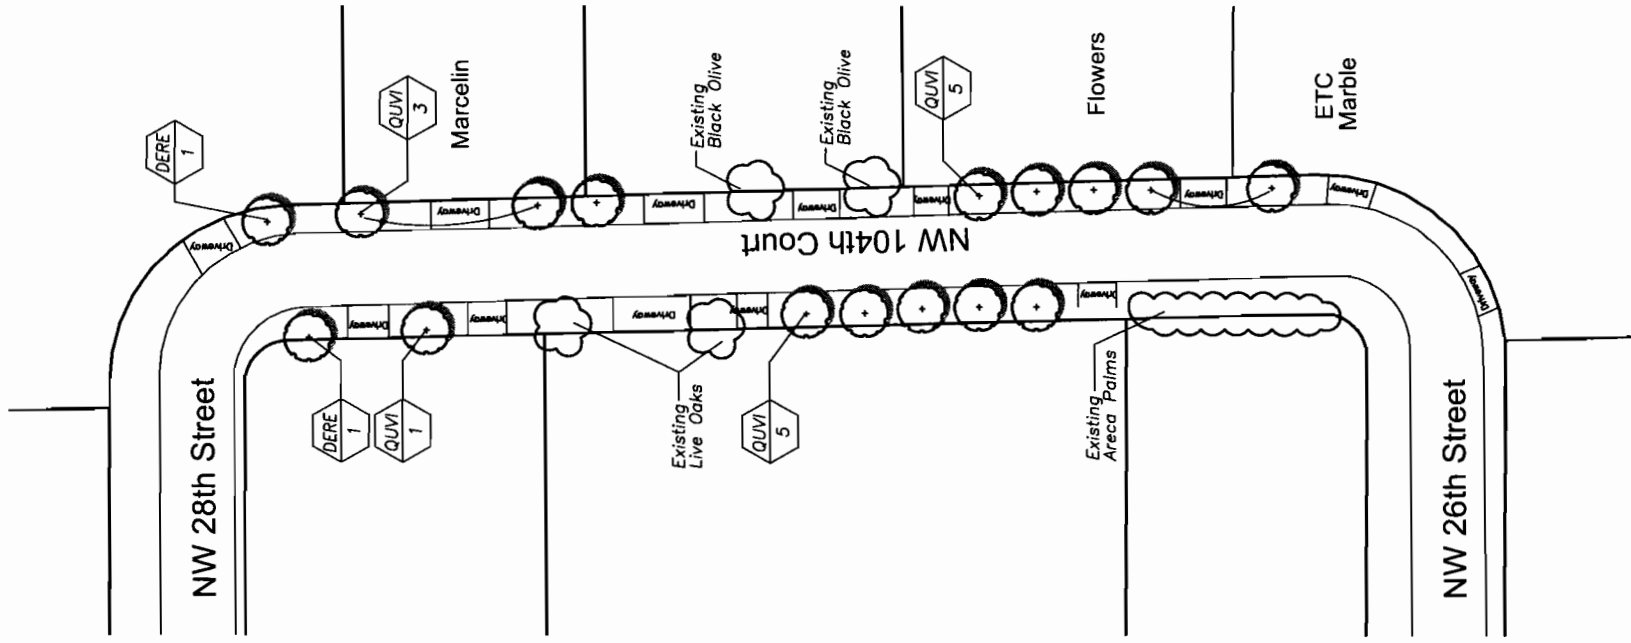 DERE
1
QUVI
3
Marcelin
Existing
Black Olive
Existing
Black Olive
QUVI
5
Flowers
ETC
Marble
Driveway
Driveway
Driveway
Driveway
Driveway
Driveway
Driveway
Driveway
NW 104th Court
Driveway
Driveway
Driveway
Driveway
Driveway
DERE
1
QUVI
1
Existing
Live Oaks
QUVI
5
Existing
Areca Palms
NW 28th Street
NW 26th Street